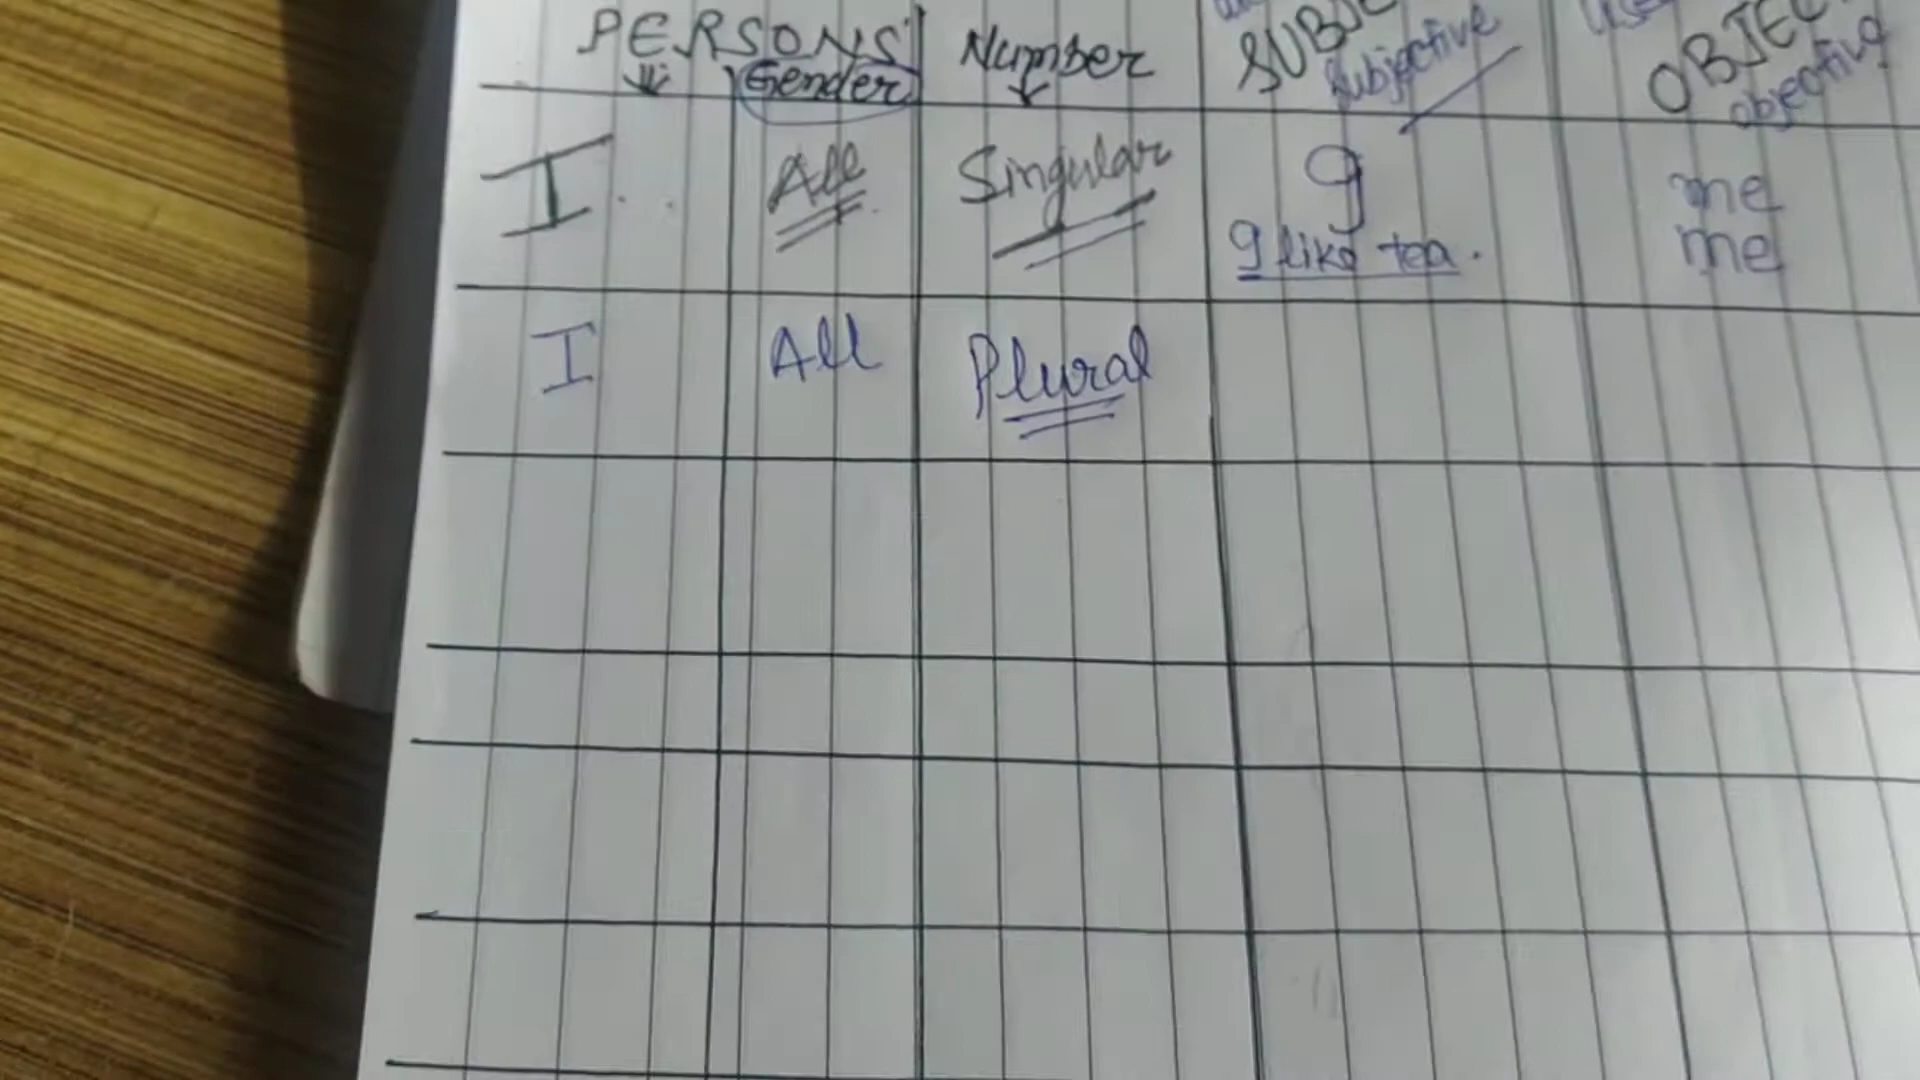 PERSONS Number
Gender
Subjective
objective
I All Singular I me
I like tea. me
I All Plural